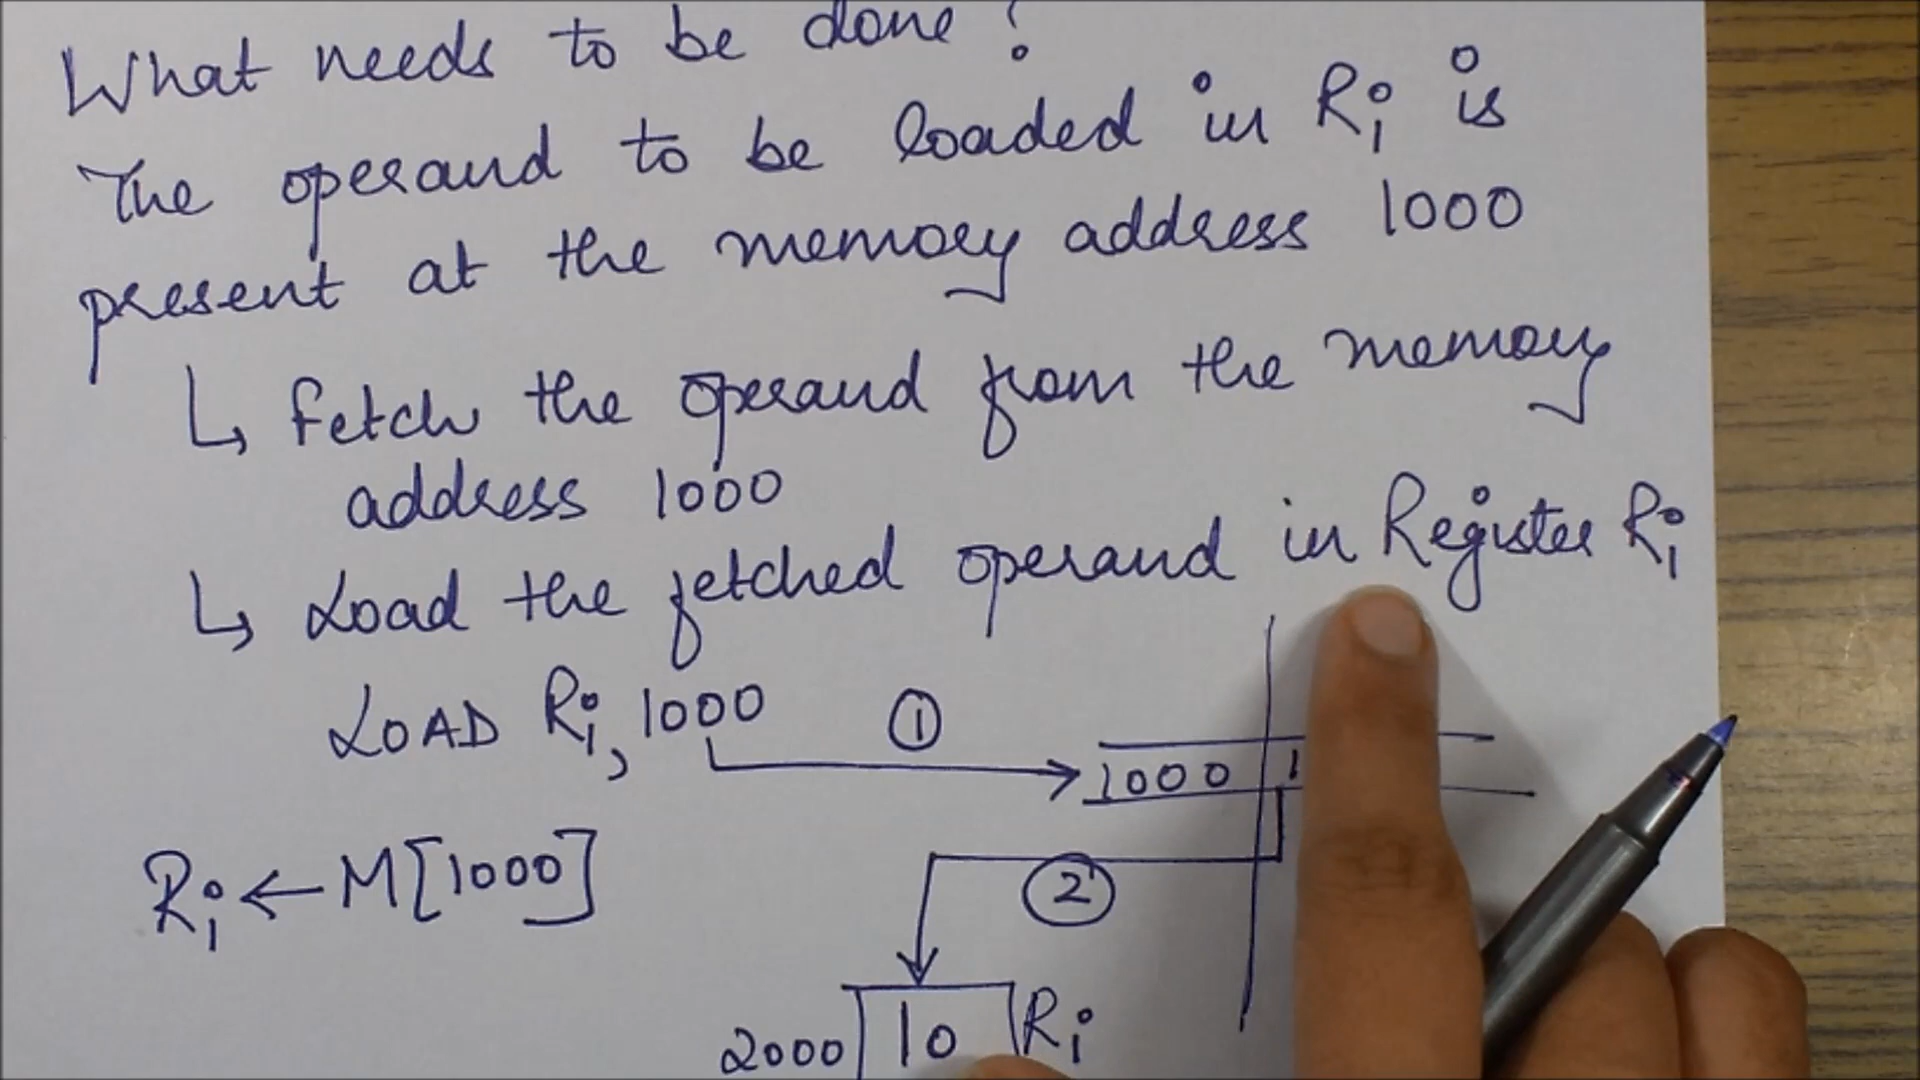 What needs to be done?
The operand to be loaded in Ri is
present at the memory address 1000
↳ Fetch the operand from the memory
address 1000
↳ Load the fetched operand in Register Ri
LOAD Ri, 1000
①
1000
Ri ← M[1000]
②
2000 10 Ri